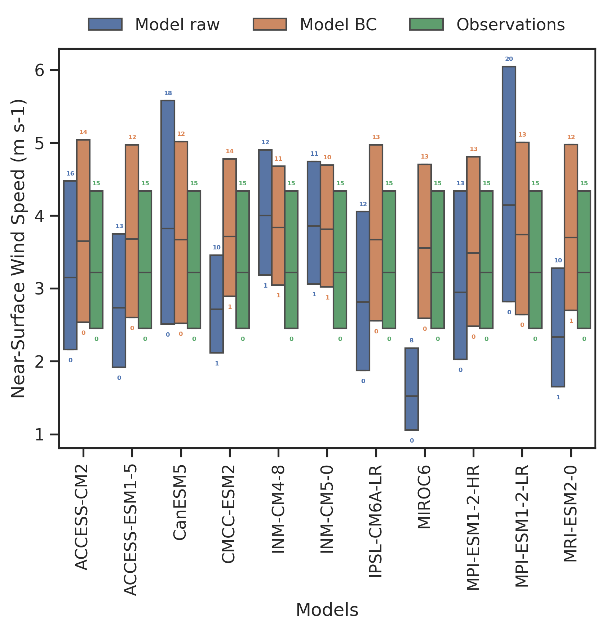 Model raw Model BC Observations
Near-Surface Wind Speed (m s-1)
6
5
4
3
2
1
16 14 15
0 0 0
13 12 15
0 0 0
18 12 15
0 0 0
10 14 15
1 1 0
12 11 15
1 1 0
11 10 15
1 1 0
12 13 15
0 0 0
8 13 15
0 0 0
13 13 15
0 0 0
20 13 15
0 0 0
10 12 15
1 1 0
ACCESS-CM2
ACCESS-ESM1-5
CanESM5
CMCC-ESM2
INM-CM4-8
INM-CM5-0
IPSL-CM6A-LR
MIROC6
MPI-ESM1-2-HR
MPI-ESM1-2-LR
MRI-ESM2-0
Models